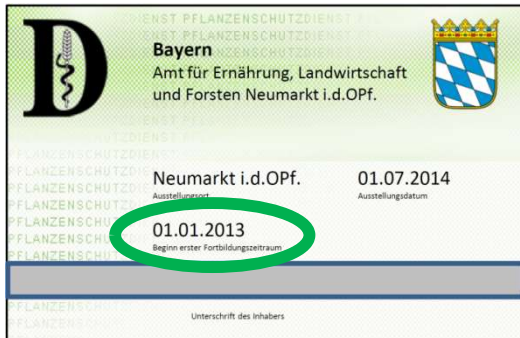 D
Bayern
Amt für Ernährung, Landwirtschaft
und Forsten Neumarkt i.d.OPf.
Neumarkt i.d.OPf.
Ausstellungsort
01.07.2014
Ausstellungsdatum
01.01.2013
Beginn erster Fortbildungszeitraum
Unterschrift des Inhabers